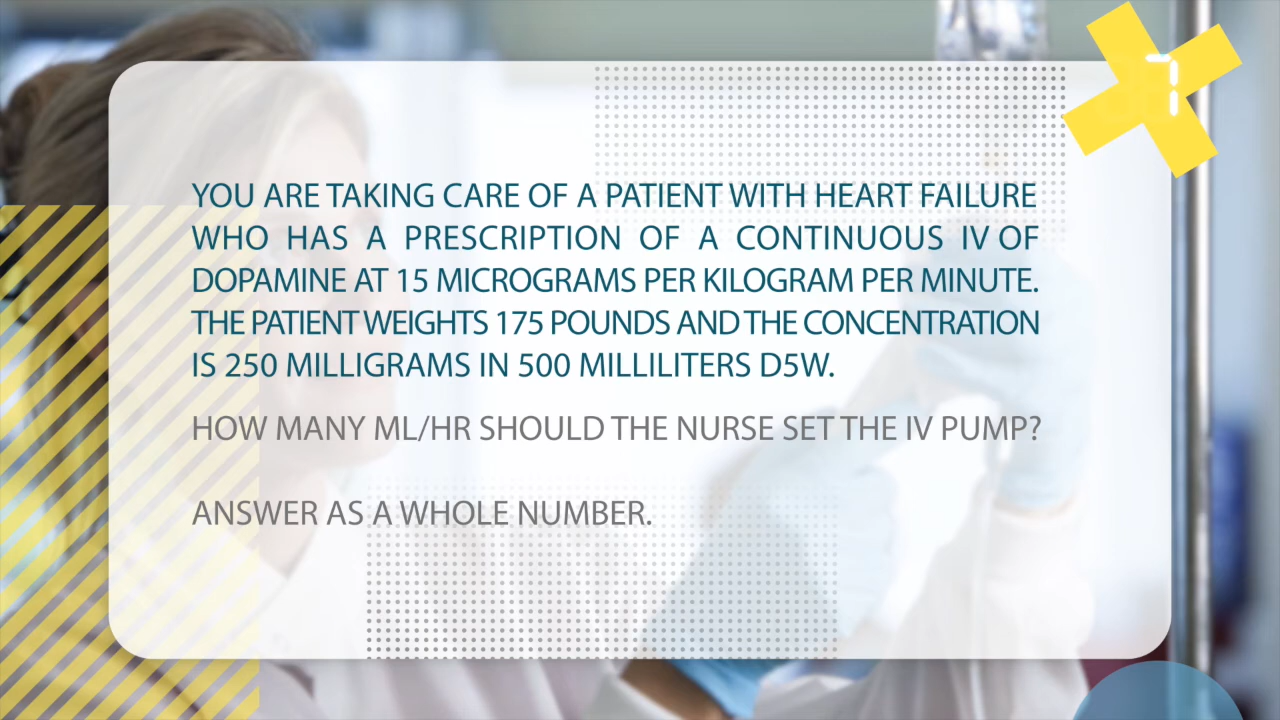 7
YOU ARE TAKING CARE OF A PATIENT WITH HEART FAILURE
WHO HAS A PRESCRIPTION OF A CONTINUOUS IV OF
DOPAMINE AT 15 MICROGRAMS PER KILOGRAM PER MINUTE.
THE PATIENT WEIGHTS 175 POUNDS AND THE CONCENTRATION
IS 250 MILLIGRAMS IN 500 MILLILITERS D5W.
HOW MANY ML/HR SHOULD THE NURSE SET THE IV PUMP?
ANSWER AS A WHOLE NUMBER.